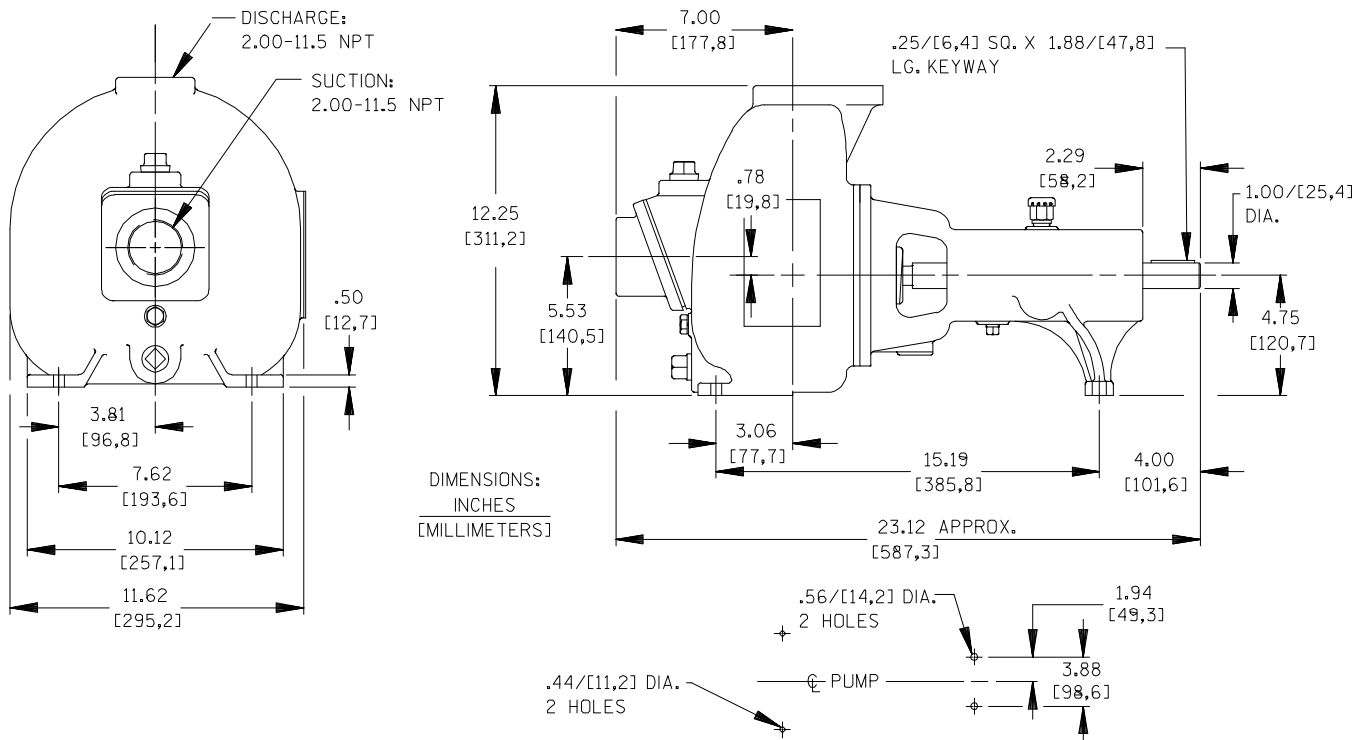 DISCHARGE:
2.00-11.5 NPT
SUCTION:
2.00-11.5 NPT
.50
[12,7]
3.81
[96,8]
7.62
[193,6]
10.12
[257,1]
11.62
[295,2]
7.00
[177,8]
.25/[6,4] SQ. X 1.88/[47,8]
LG. KEYWAY
2.29
[58,2]
1.00/[25,4]
DIA.
.78
[19,8]
12.25
[311,2]
5.53
[140,5]
4.75
[120,7]
3.06
[77,7]
15.19
[385,8]
4.00
[101,6]
23.12 APPROX.
[587,3]
DIMENSIONS:
INCHES
[MILLIMETERS]
.56/[14,2] DIA.
2 HOLES
1.94
[49,3]
3.88
[98,6]
℄ PUMP
.44/[11,2] DIA.
2 HOLES